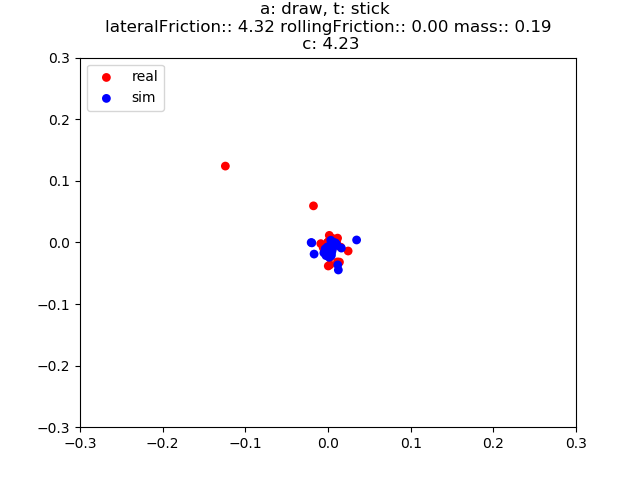 a: draw, t: stick
lateralFriction:: 4.32 rollingFriction:: 0.00 mass:: 0.19
c: 4.23
real
sim
0.3
0.2
0.1
0.0
−0.1
−0.2
−0.3
−0.3 −0.2 −0.1 0.0 0.1 0.2 0.3